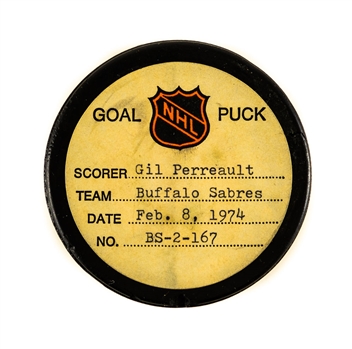 GOAL NHL PUCK
SCORER Gil Perreault
TEAM Buffalo Sabres
DATE Feb. 8, 1974
NO. BS-2-167